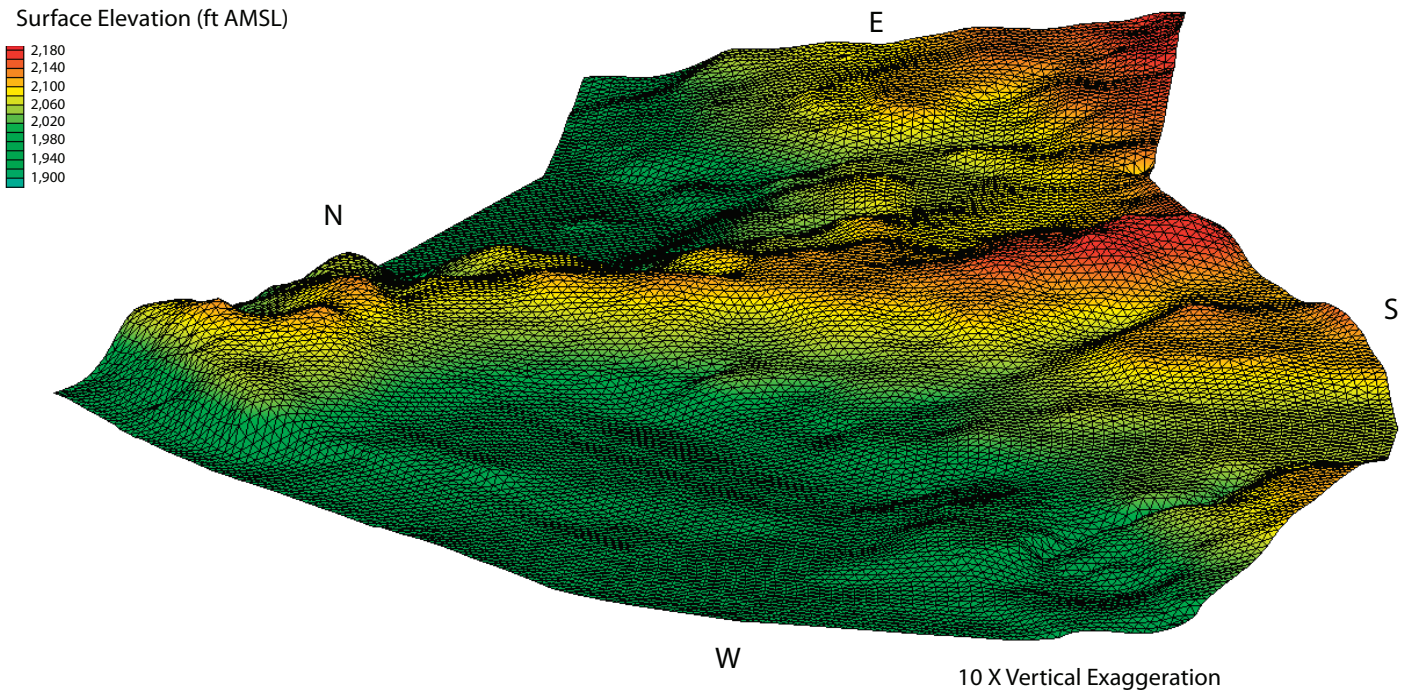 Surface Elevation (ft AMSL)
2,180
2,140
2,100
2,060
2,020
1,980
1,940
1,900
E
N
S
W
10 X Vertical Exaggeration